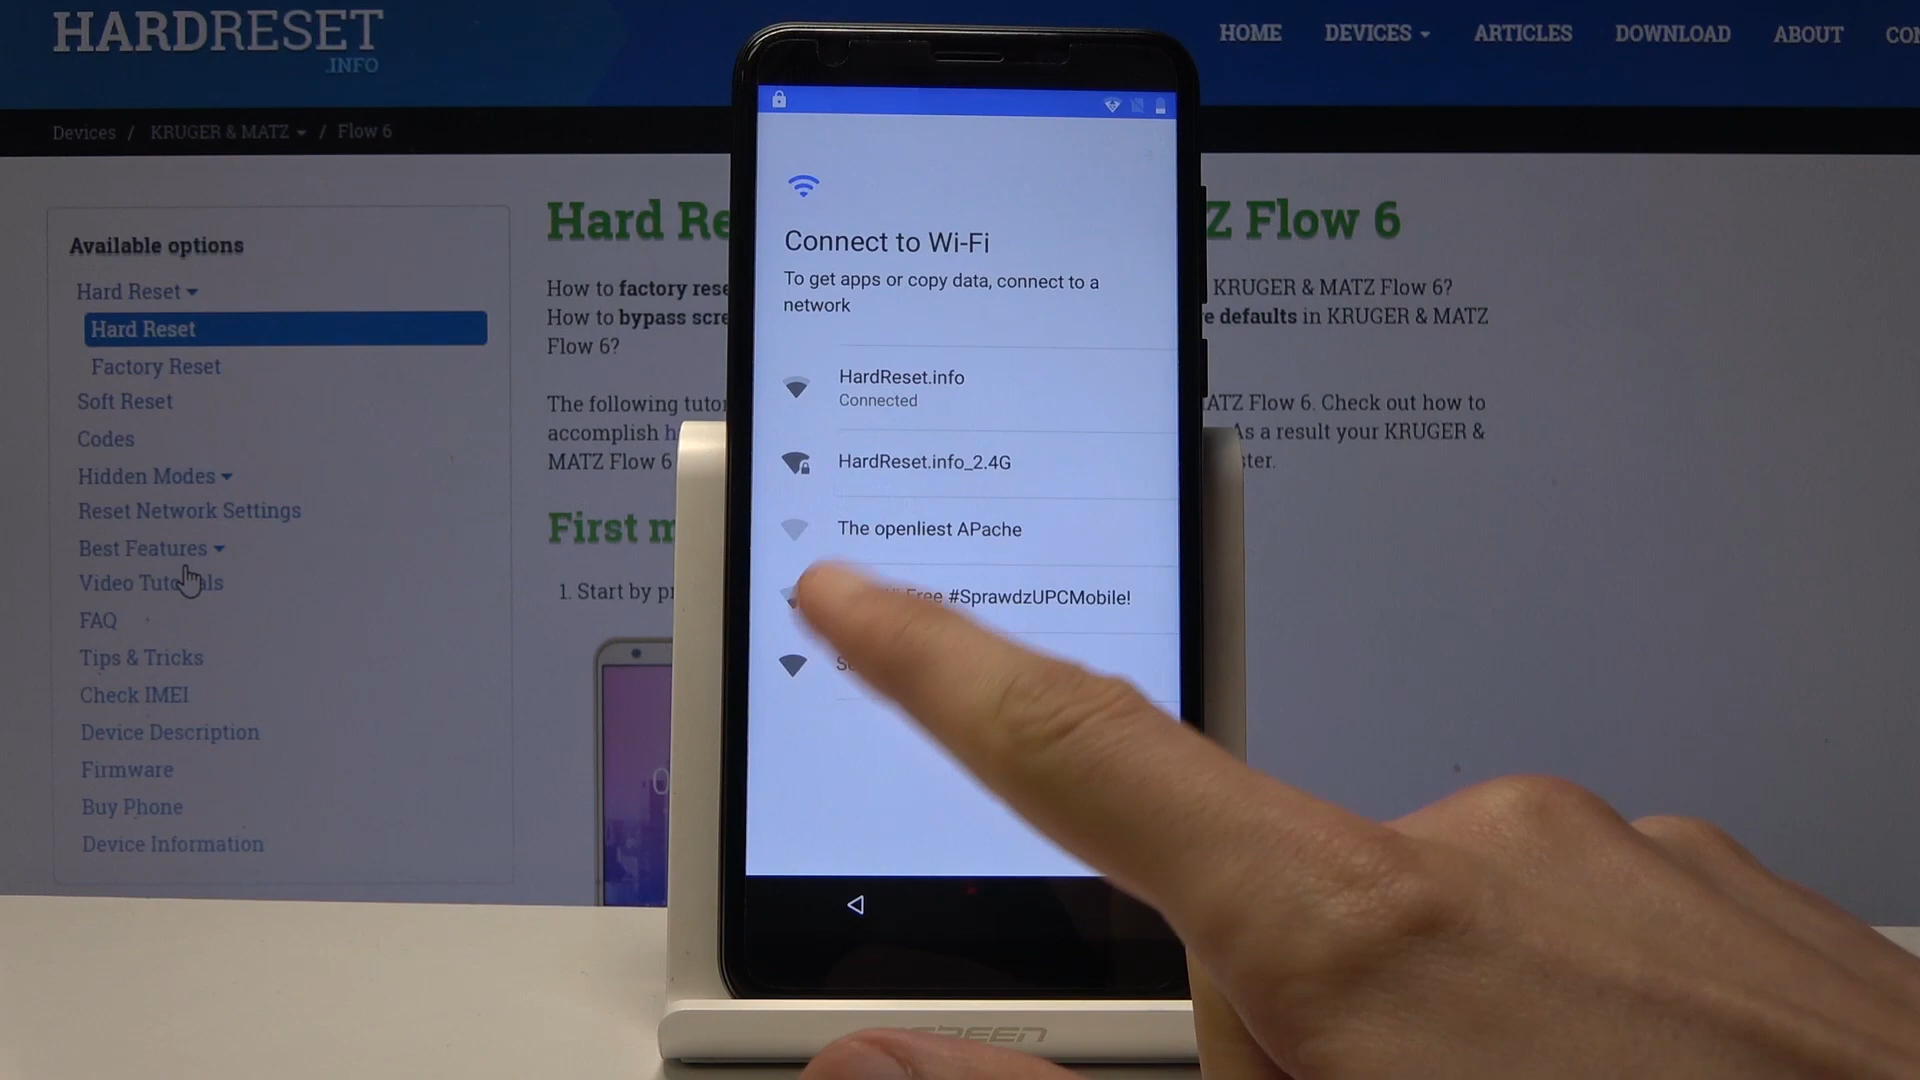 HARDRESET
.INFO
HOME DEVICES ARTICLES DOWNLOAD ABOUT
Devices / KRUGER & MATZ / Flow 6
Available options
Hard Reset
Hard Reset
Factory Reset
Soft Reset
Codes
Hidden Modes
Reset Network Settings
Best Features
Video Tutorials
FAQ
Tips & Tricks
Check IMEI
Device Description
Firmware
Buy Phone
Device Information
Hard Re Z Flow 6
How to factory rese KRUGER & MATZ Flow 6?
How to bypass scre e defaults in KRUGER & MATZ
Flow 6?
The following tutor ATZ Flow 6. Check out how to
accomplish h As a result your KRUGER &
MATZ Flow 6 ster.
First m
1. Start by pr
Connect to Wi-Fi
To get apps or copy data, connect to a
network
HardReset.info
Connected
HardReset.info_2.4G
The openliest APache
Free #SprawdzUPCMobile!